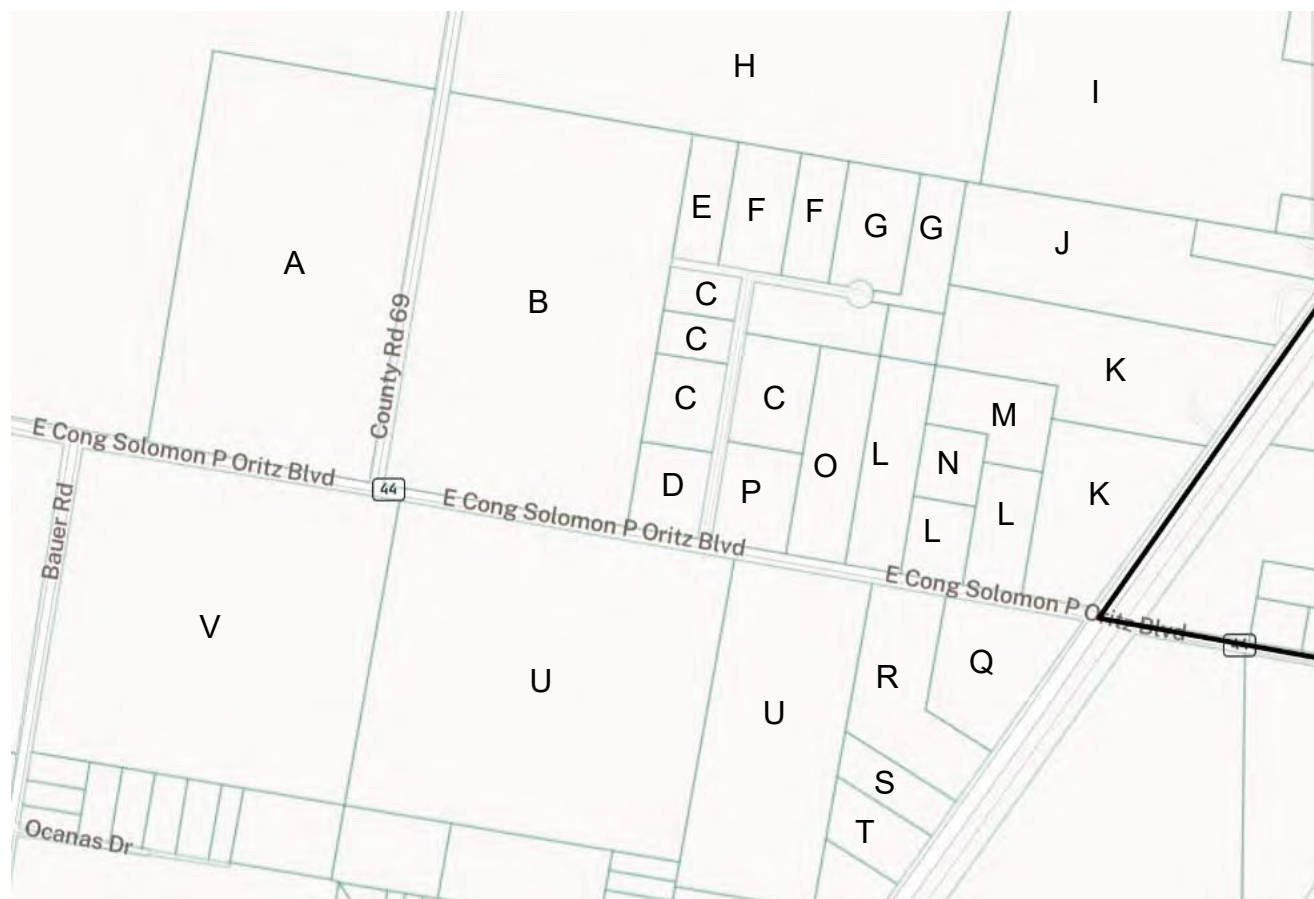 H
I
E
F
F
G
G
J
A
B
C
C
C
C
K
M
County Rd 69
E Cong Solomon P Oritz Blvd
44
E Cong Solomon P Oritz Blvd
D
P
O
L
N
L
L
K
E Cong Solomon P Oritz Blvd
44
Bauer Rd
V
U
U
R
Q
S
T
Ocanas Dr